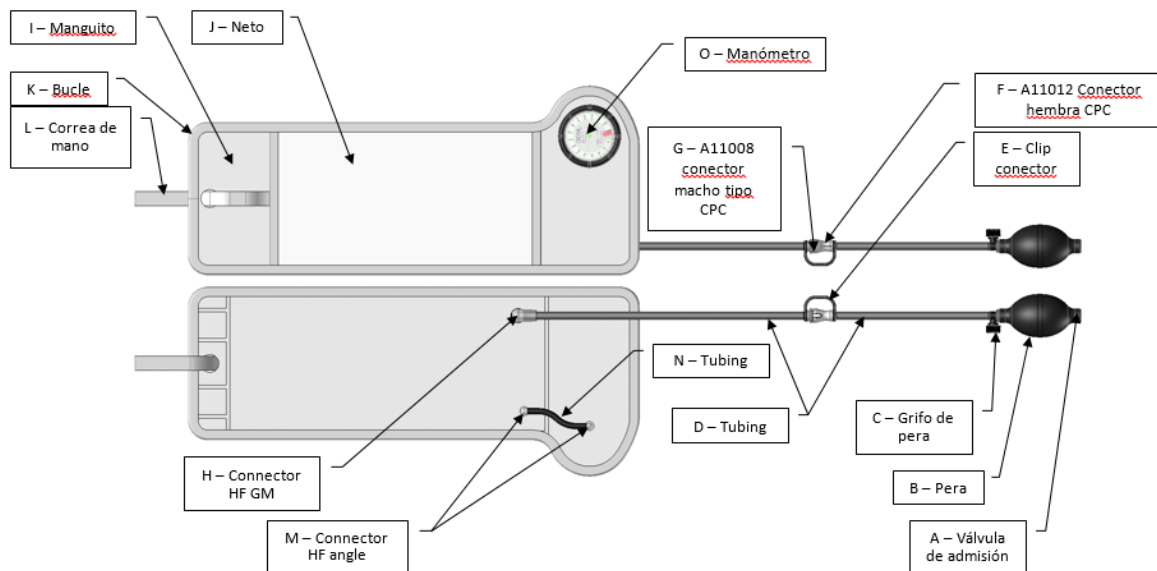 I – Manguito
J – Neto
O – Manómetro
K – Bucle
F – A11012 Conector
hembra CPC
L – Correa de
mano
G – A11008
conector
macho tipo
CPC
E – Clip
conector
N – Tubing
C – Grifo de
pera
D – Tubing
H – Connector
HF GM
B – Pera
M – Connector
HF angle
A – Válvula
de admisión